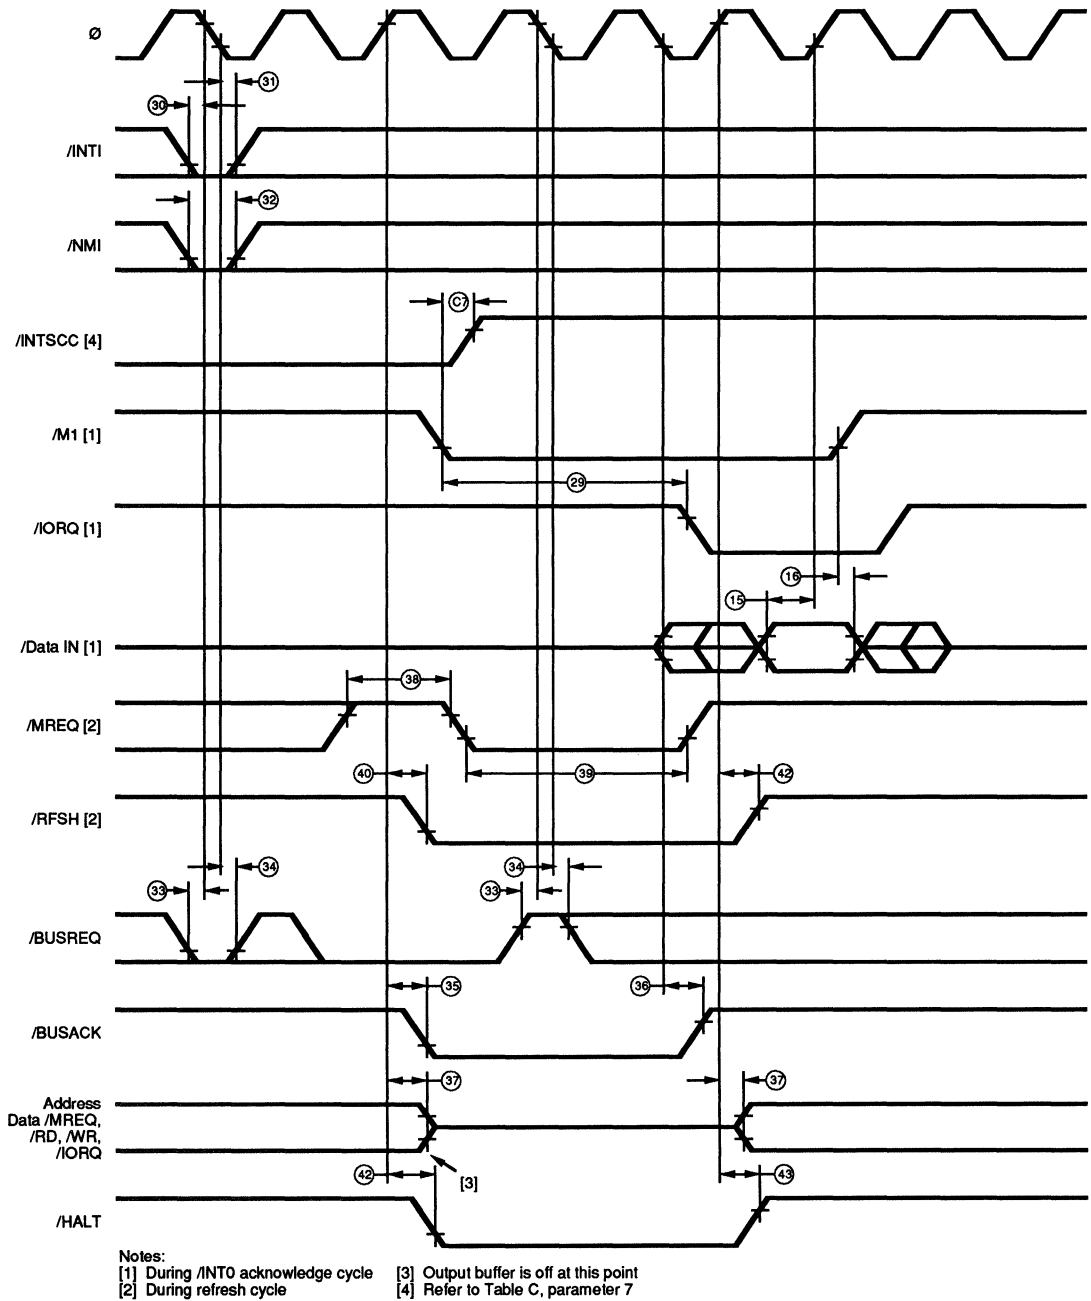 Ø
31
30
/INTI
32
/NMI
C7
/INTSCC [4]
/M1 [1]
29
/IORQ [1]
16
15
/Data IN [1]
38
/MREQ [2]
40
39
42
/RFSH [2]
34
34
33
33
/BUSREQ
35
36
/BUSACK
37
37
Address
Data /MREQ,
/RD, /WR,
/IORQ
42
[3]
43
/HALT
Notes:
[1] During /INT0 acknowledge cycle
[2] During refresh cycle
[3] Output buffer is off at this point
[4] Refer to Table C, parameter 7